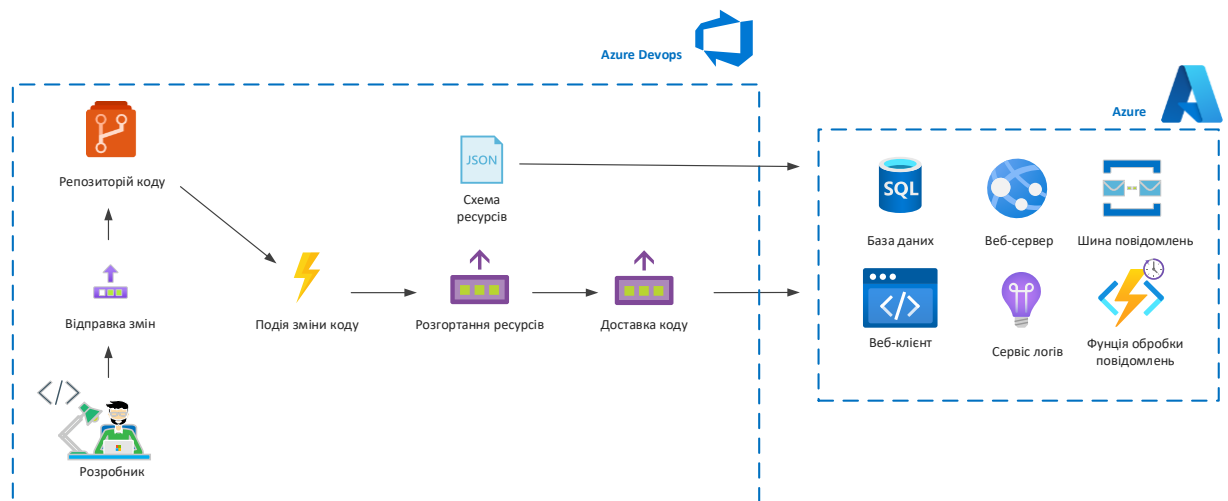 Azure Devops
Azure
Репозиторій коду
JSON
Схема
ресурсів
SQL
База даних
Веб-сервер
Шина повідомлень
Відправка змін
Подія зміни коду
Розгортання ресурсів
Доставка коду
</>
Веб-клієнт
Сервіс логів
Фунція обробки
повідомлень
</>
Розробник